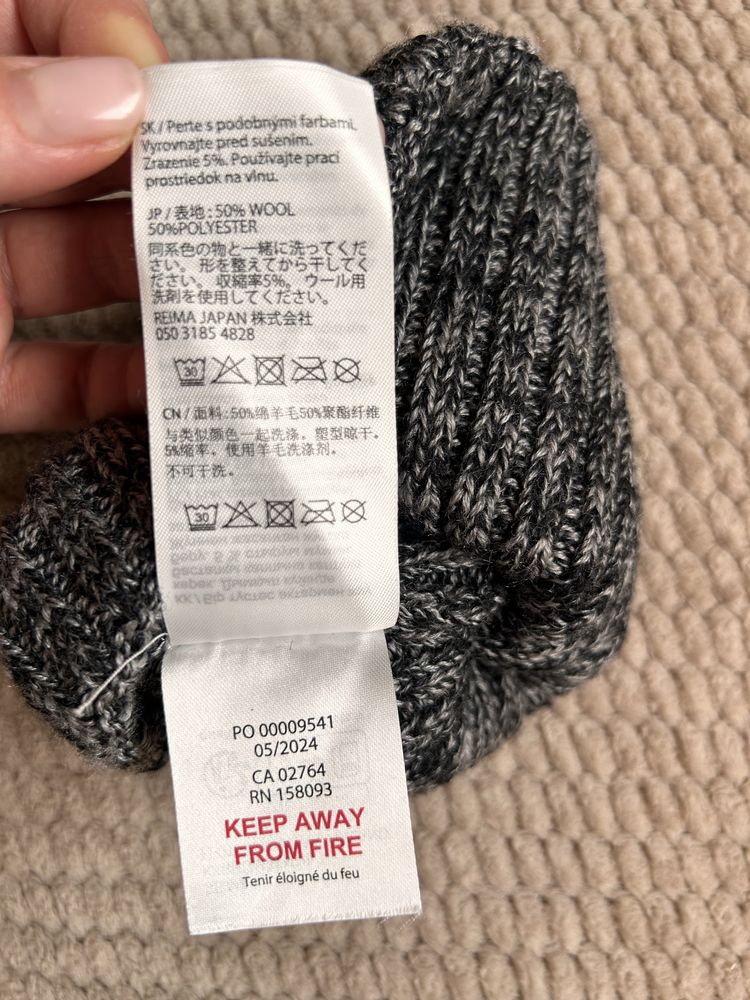 SK / Perte s podobnými farbami.
Vyrovnajte pred sušením.
Zrazenie 5%. Používajte prací
prostriedok na vlnu.
JP / 表地 : 50% WOOL
50%POLYESTER
同系色の物と一緒に洗ってくだ
さい。 形を整えてから干してく
ださい。 収縮率5%。 ウール用
洗剤を使用してください。
REIMA JAPAN 株式会社
050 3185 4828
30
CN / 面料: 50%绵羊毛50%聚酯纤维
与类似颜色一起洗涤. 塑型晾干.
5%缩率. 使用羊毛洗涤剂.
不可干洗.
30
PO 00009541
05/2024
CA 02764
RN 158093
KEEP AWAY
FROM FIRE
Tenir éloigné du feu